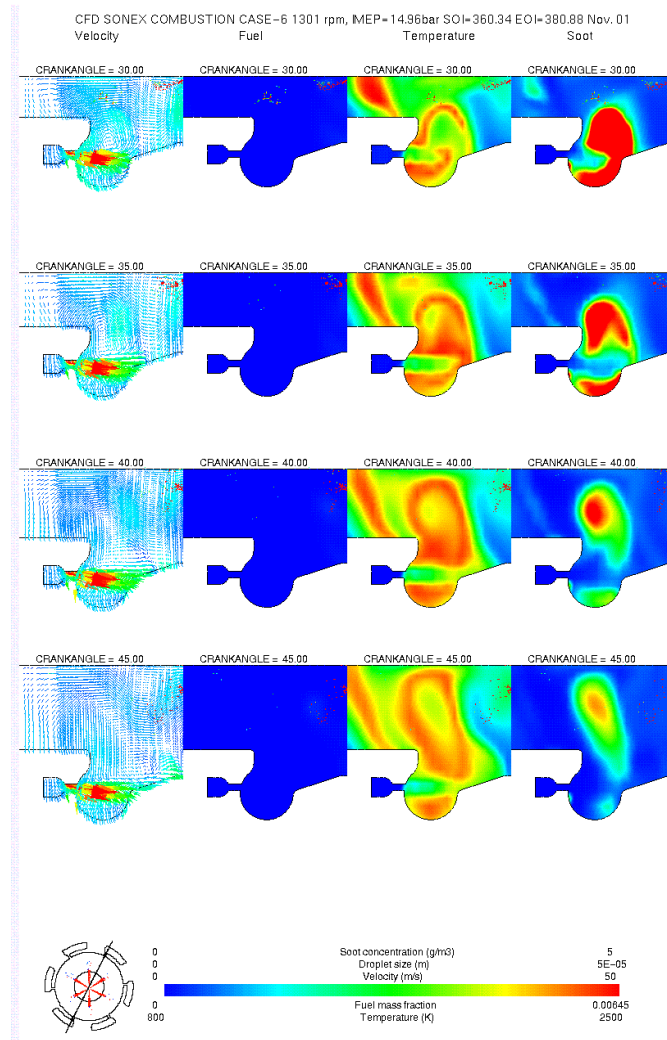 CFD SONEX COMBUSTION CASE-6 1301 rpm, IMEP=14.96bar SOI=360.34 EOI=380.88 Nov. 01
Velocity Fuel Temperature Soot
CRANKANGLE = 30.00 CRANKANGLE = 30.00 CRANKANGLE = 30.00 CRANKANGLE = 30.00
CRANKANGLE = 35.00 CRANKANGLE = 35.00 CRANKANGLE = 35.00 CRANKANGLE = 35.00
CRANKANGLE = 40.00 CRANKANGLE = 40.00 CRANKANGLE = 40.00 CRANKANGLE = 40.00
CRANKANGLE = 45.00 CRANKANGLE = 45.00 CRANKANGLE = 45.00 CRANKANGLE = 45.00
0 Soot concentration (g/m3) 5
0 Droplet size (m) 5E-05
0 Velocity (m/s) 50
0 Fuel mass fraction 0.00645
800 Temperature (K) 2500